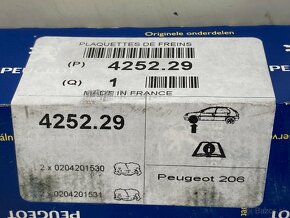 Originele onderdelen
PEUGEOT
PLAQUETTES DE FREINS
(P) 4252.29
(Q) 1
MADE IN FRANCE
4252.29
2 x 0204201530
2 x 0204201531
Peugeot 206